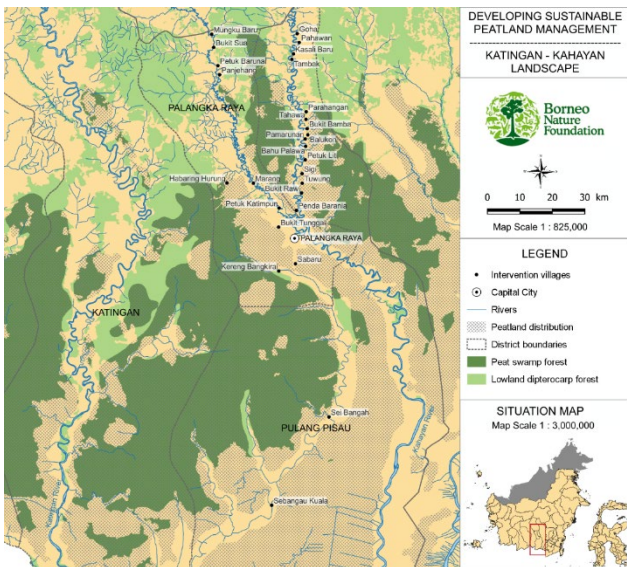 Mungku Baru
Bukit Sua
Petuk Barunai
Panjehang
Goha
Pahawan
Kasali Baru
Tambak
PALANGKA RAYA
Parahangan
Tahawa
Bukit Bamba
Pamarunan
Balukon
Bahu Palawa
Petuk Liti
Sigi
Tuwung
Habaring Hurung
Marang
Bukit Rawi
Petuk Katimpun
Penda Barania
Bukit Tunggal
PALANGKA RAYA
Kereng Bangkirai
Sabaru
KATINGAN
Sei Bangah
PULANG PISAU
Sebangau Kuala
Katingan River
Kahayan River
DEVELOPING SUSTAINABLE
PEATLAND MANAGEMENT
KATINGAN - KAHAYAN
LANDSCAPE
Borneo
Nature
Foundation
0 10 20 30 km
Map Scale 1 : 825,000
LEGEND
Intervention villages
Capital City
Rivers
Peatland distribution
District boundaries
Peat swamp forest
Lowland dipterocarp forest
SITUATION MAP
Map Scale 1 : 3,000,000